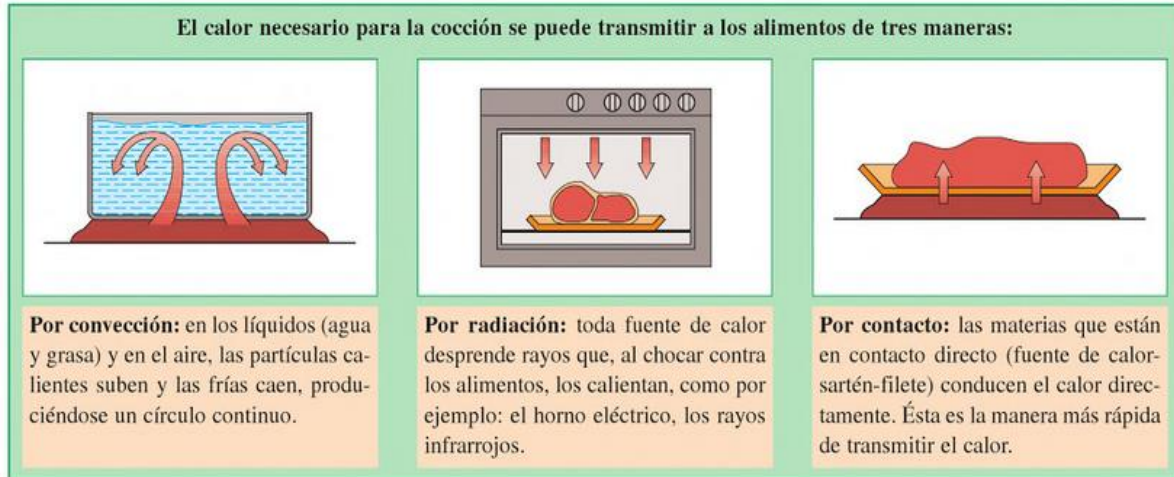 El calor necesario para la cocción se puede transmitir a los alimentos de tres maneras:
Por convección: en los líquidos (agua
y grasa) y en el aire, las partículas ca-
lientes suben y las frías caen, produ-
ciéndose un círculo continuo.
Por radiación: toda fuente de calor
desprende rayos que, al chocar contra
los alimentos, los calientan, como por
ejemplo: el horno eléctrico, los rayos
infrarrojos.
Por contacto: las materias que están
en contacto directo (fuente de calor-
sartén-filete) conducen el calor direc-
tamente. Ésta es la manera más rápida
de transmitir el calor.